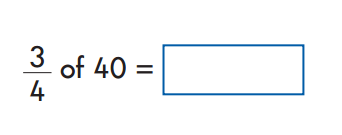 3/4 of 40 =